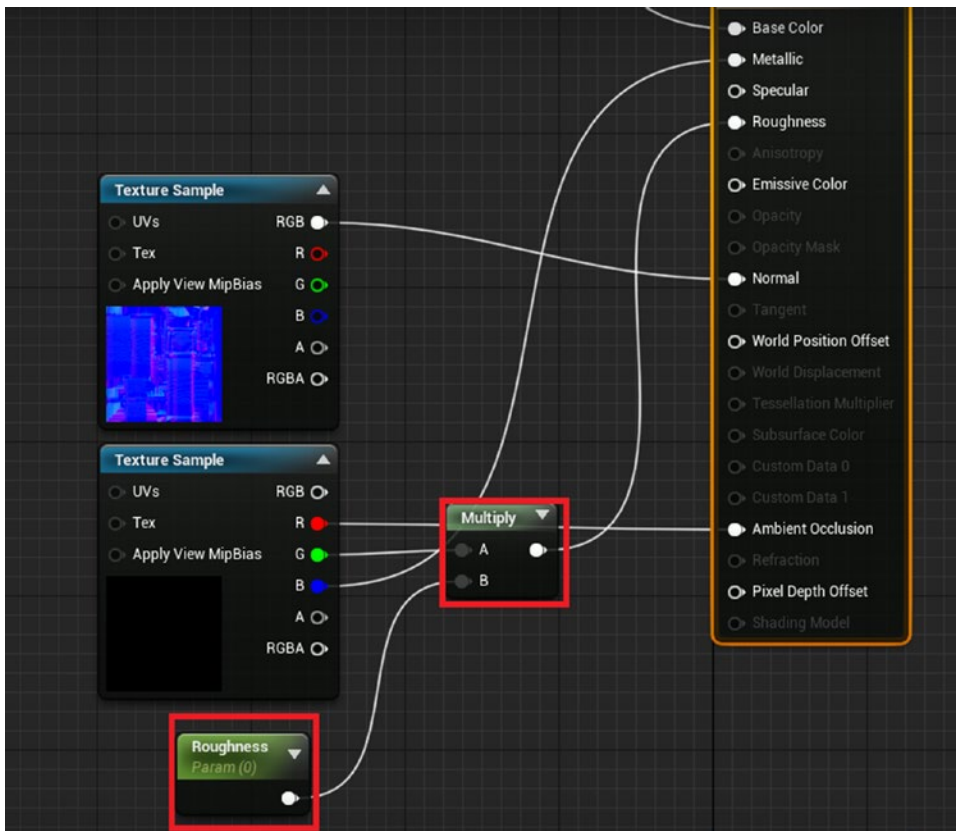 Base Color
Metallic
Specular
Roughness
Anisotropy
Emissive Color
Opacity
Opacity Mask
Normal
Tangent
World Position Offset
World Displacement
Tessellation Multiplier
Subsurface Color
Custom Data 0
Custom Data 1
Ambient Occlusion
Refraction
Pixel Depth Offset
Shading Model
Texture Sample
UVs RGB
Tex R
Apply View MipBias G
B
A
RGBA
Texture Sample
UVs RGB
Tex R
Apply View MipBias G
B
A
RGBA
Multiply
A
B
Roughness
Param (0)